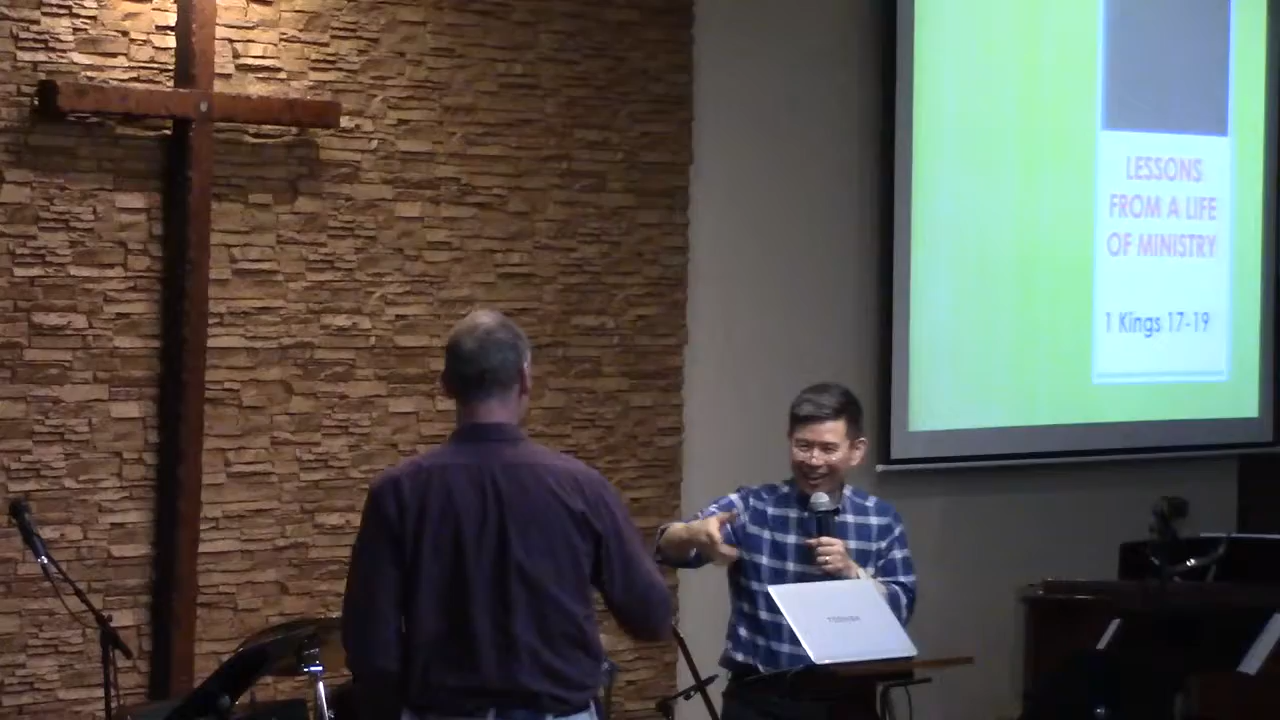 LESSONS
FROM A LIFE
OF MINISTRY
1 Kings 17-19
TOSHIBA